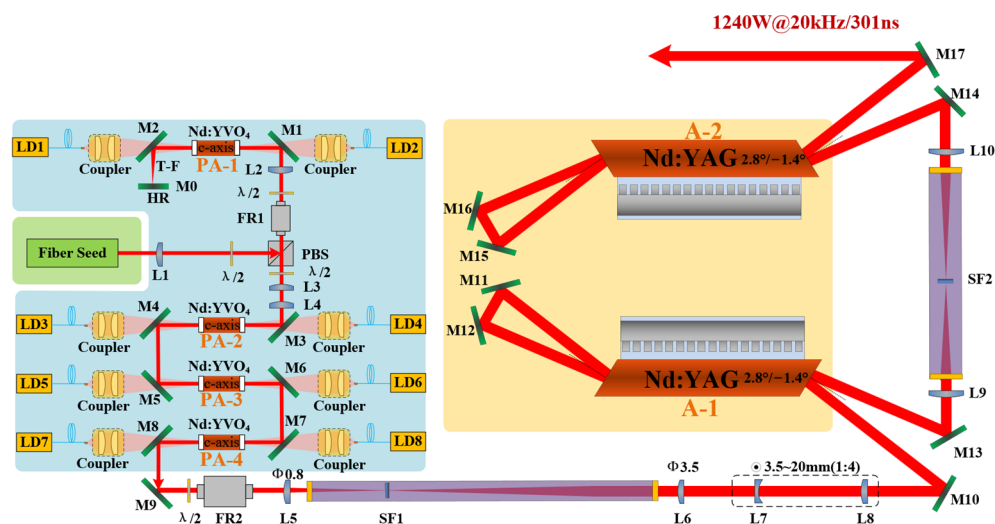 1240W@20kHz/301ns
M17
M14
M2
Nd:YVO₄
M1
A-2
LD1
c-axis
LD2
Nd:YAG 2.8°/−1.4°
L10
Coupler
T-F
PA-1
L2
Coupler
M0
HR
λ/2
FR1
M16
Fiber Seed
PBS
M15
L1
λ/2
λ/2
M11
SF2
L3
M4
Nd:YVO₄
L4
LD3
c-axis
LD4
M12
Coupler
PA-2
M3
Coupler
Nd:YVO₄
M6
LD5
c-axis
LD6
Nd:YAG 2.8°/−1.4°
L9
Coupler
M5
PA-3
Coupler
A-1
M8
Nd:YVO₄
M7
LD7
c-axis
LD8
M13
Coupler
PA-4
Coupler
Φ0.8
Φ3.5
⊙ 3.5~20mm(1:4)
M9
M10
λ/2
FR2
L5
SF1
L6
L7
L8